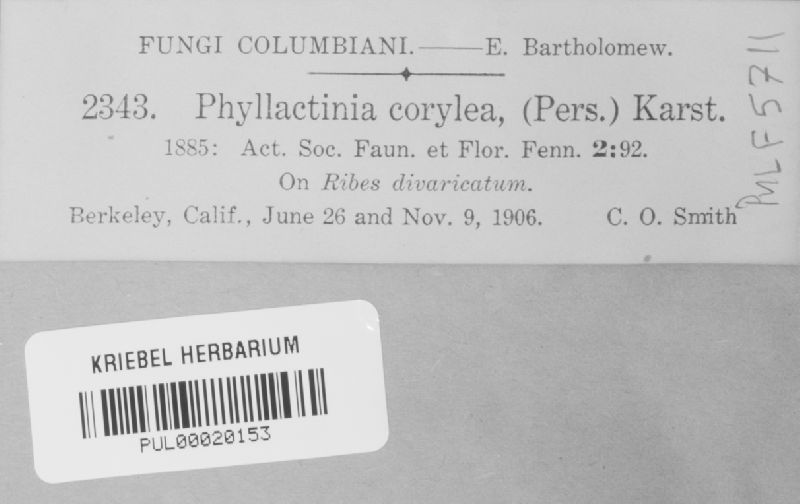 FUNGI COLUMBIANI.——E. Bartholomew.
2343. Phyllactinia corylea, (Pers.) Karst.
1885: Act. Soc. Faun. et Flor. Fenn. 2:92.
On Ribes divaricatum.
Berkeley, Calif., June 26 and Nov. 9, 1906. C. O. Smith
F5711
KRIEBEL HERBARIUM
PUL00020153